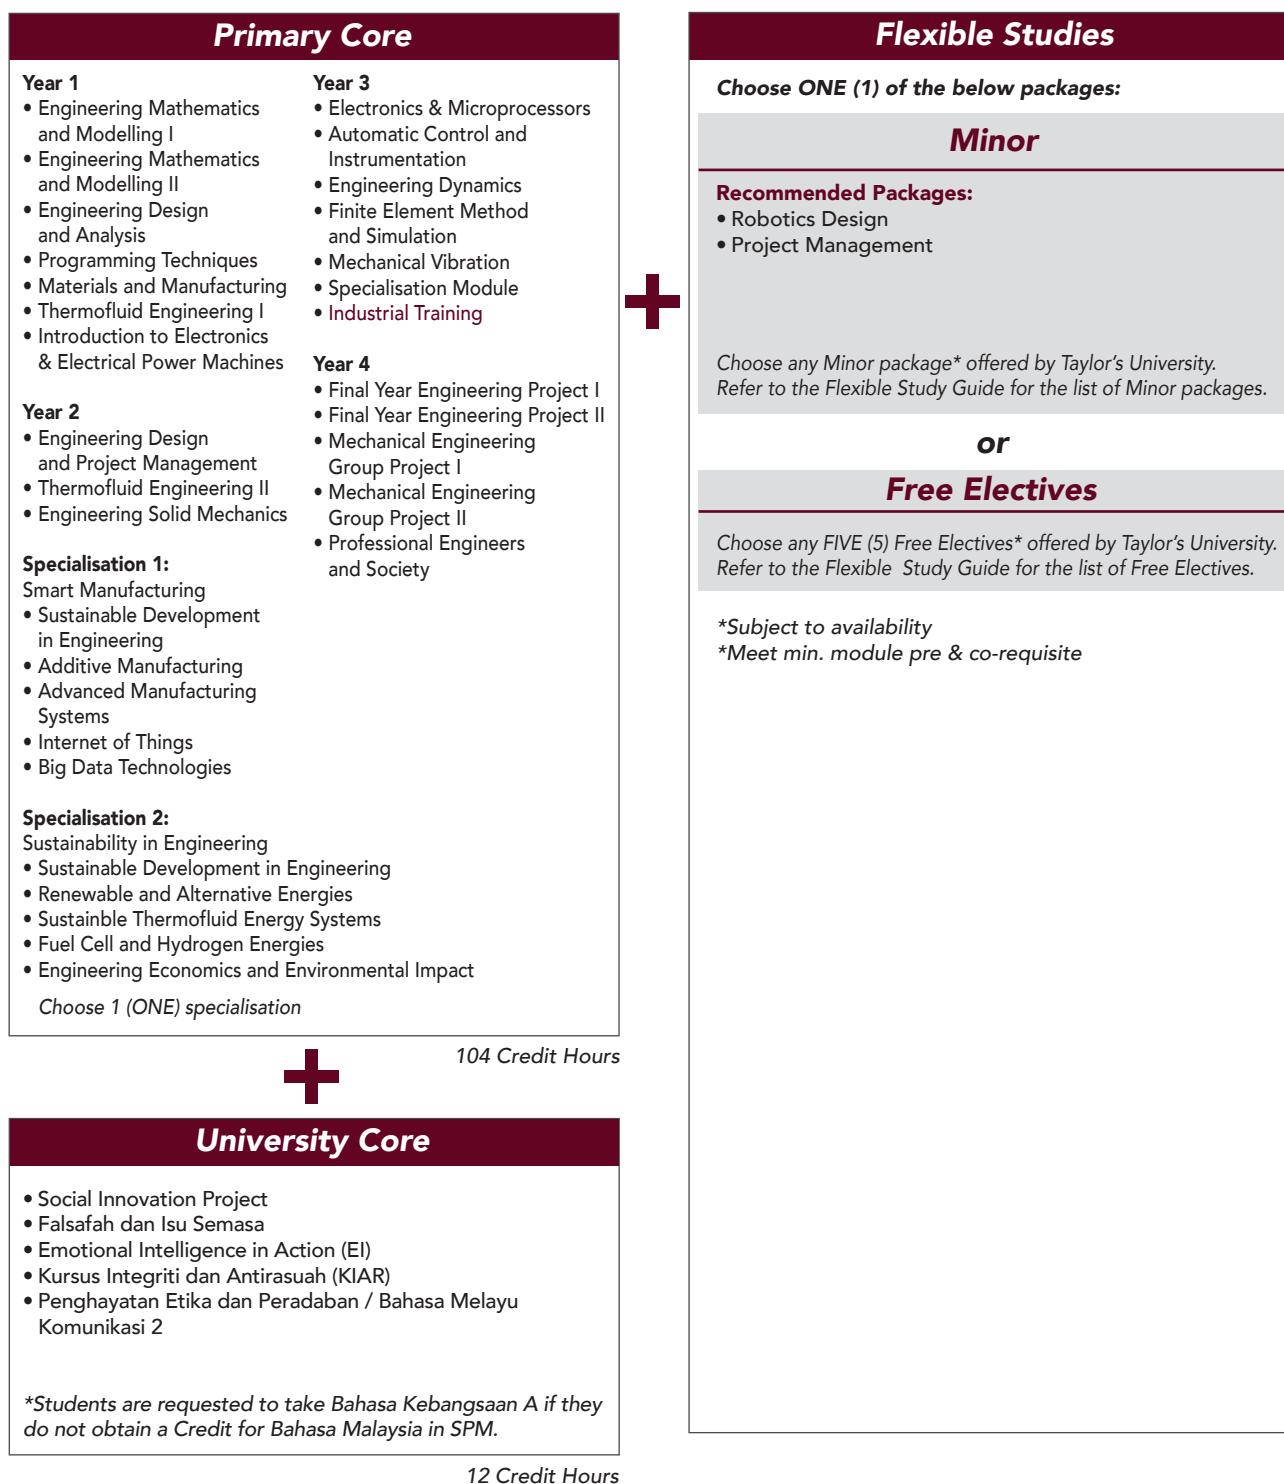 Primary Core
Year 1
• Engineering Mathematics
and Modelling I
• Engineering Mathematics
and Modelling II
• Engineering Design
and Analysis
• Programming Techniques
• Materials and Manufacturing
• Thermofluid Engineering I
• Introduction to Electronics
& Electrical Power Machines
Year 2
• Engineering Design
and Project Management
• Thermofluid Engineering II
• Engineering Solid Mechanics
Specialisation 1:
Smart Manufacturing
• Sustainable Development
in Engineering
• Additive Manufacturing
• Advanced Manufacturing
Systems
• Internet of Things
• Big Data Technologies
Specialisation 2:
Sustainability in Engineering
• Sustainable Development in Engineering
• Renewable and Alternative Energies
• Sustainble Thermofluid Energy Systems
• Fuel Cell and Hydrogen Energies
• Engineering Economics and Environmental Impact
Choose 1 (ONE) specialisation
Year 3
• Electronics & Microprocessors
• Automatic Control and
Instrumentation
• Engineering Dynamics
• Finite Element Method
and Simulation
• Mechanical Vibration
• Specialisation Module
• Industrial Training
Year 4
• Final Year Engineering Project I
• Final Year Engineering Project II
• Mechanical Engineering
Group Project I
• Mechanical Engineering
Group Project II
• Professional Engineers
and Society
104 Credit Hours
+
University Core
• Social Innovation Project
• Falsafah dan Isu Semasa
• Emotional Intelligence in Action (EI)
• Kursus Integriti dan Antirasuah (KIAR)
• Penghayatan Etika dan Peradaban / Bahasa Melayu
Komunikasi 2
*Students are requested to take Bahasa Kebangsaan A if they
do not obtain a Credit for Bahasa Malaysia in SPM.
12 Credit Hours
+
Flexible Studies
Choose ONE (1) of the below packages:
Minor
Recommended Packages:
• Robotics Design
• Project Management
Choose any Minor package* offered by Taylor's University.
Refer to the Flexible Study Guide for the list of Minor packages.
or
Free Electives
Choose any FIVE (5) Free Electives* offered by Taylor's University.
Refer to the Flexible Study Guide for the list of Free Electives.
*Subject to availability
*Meet min. module pre & co-requisite